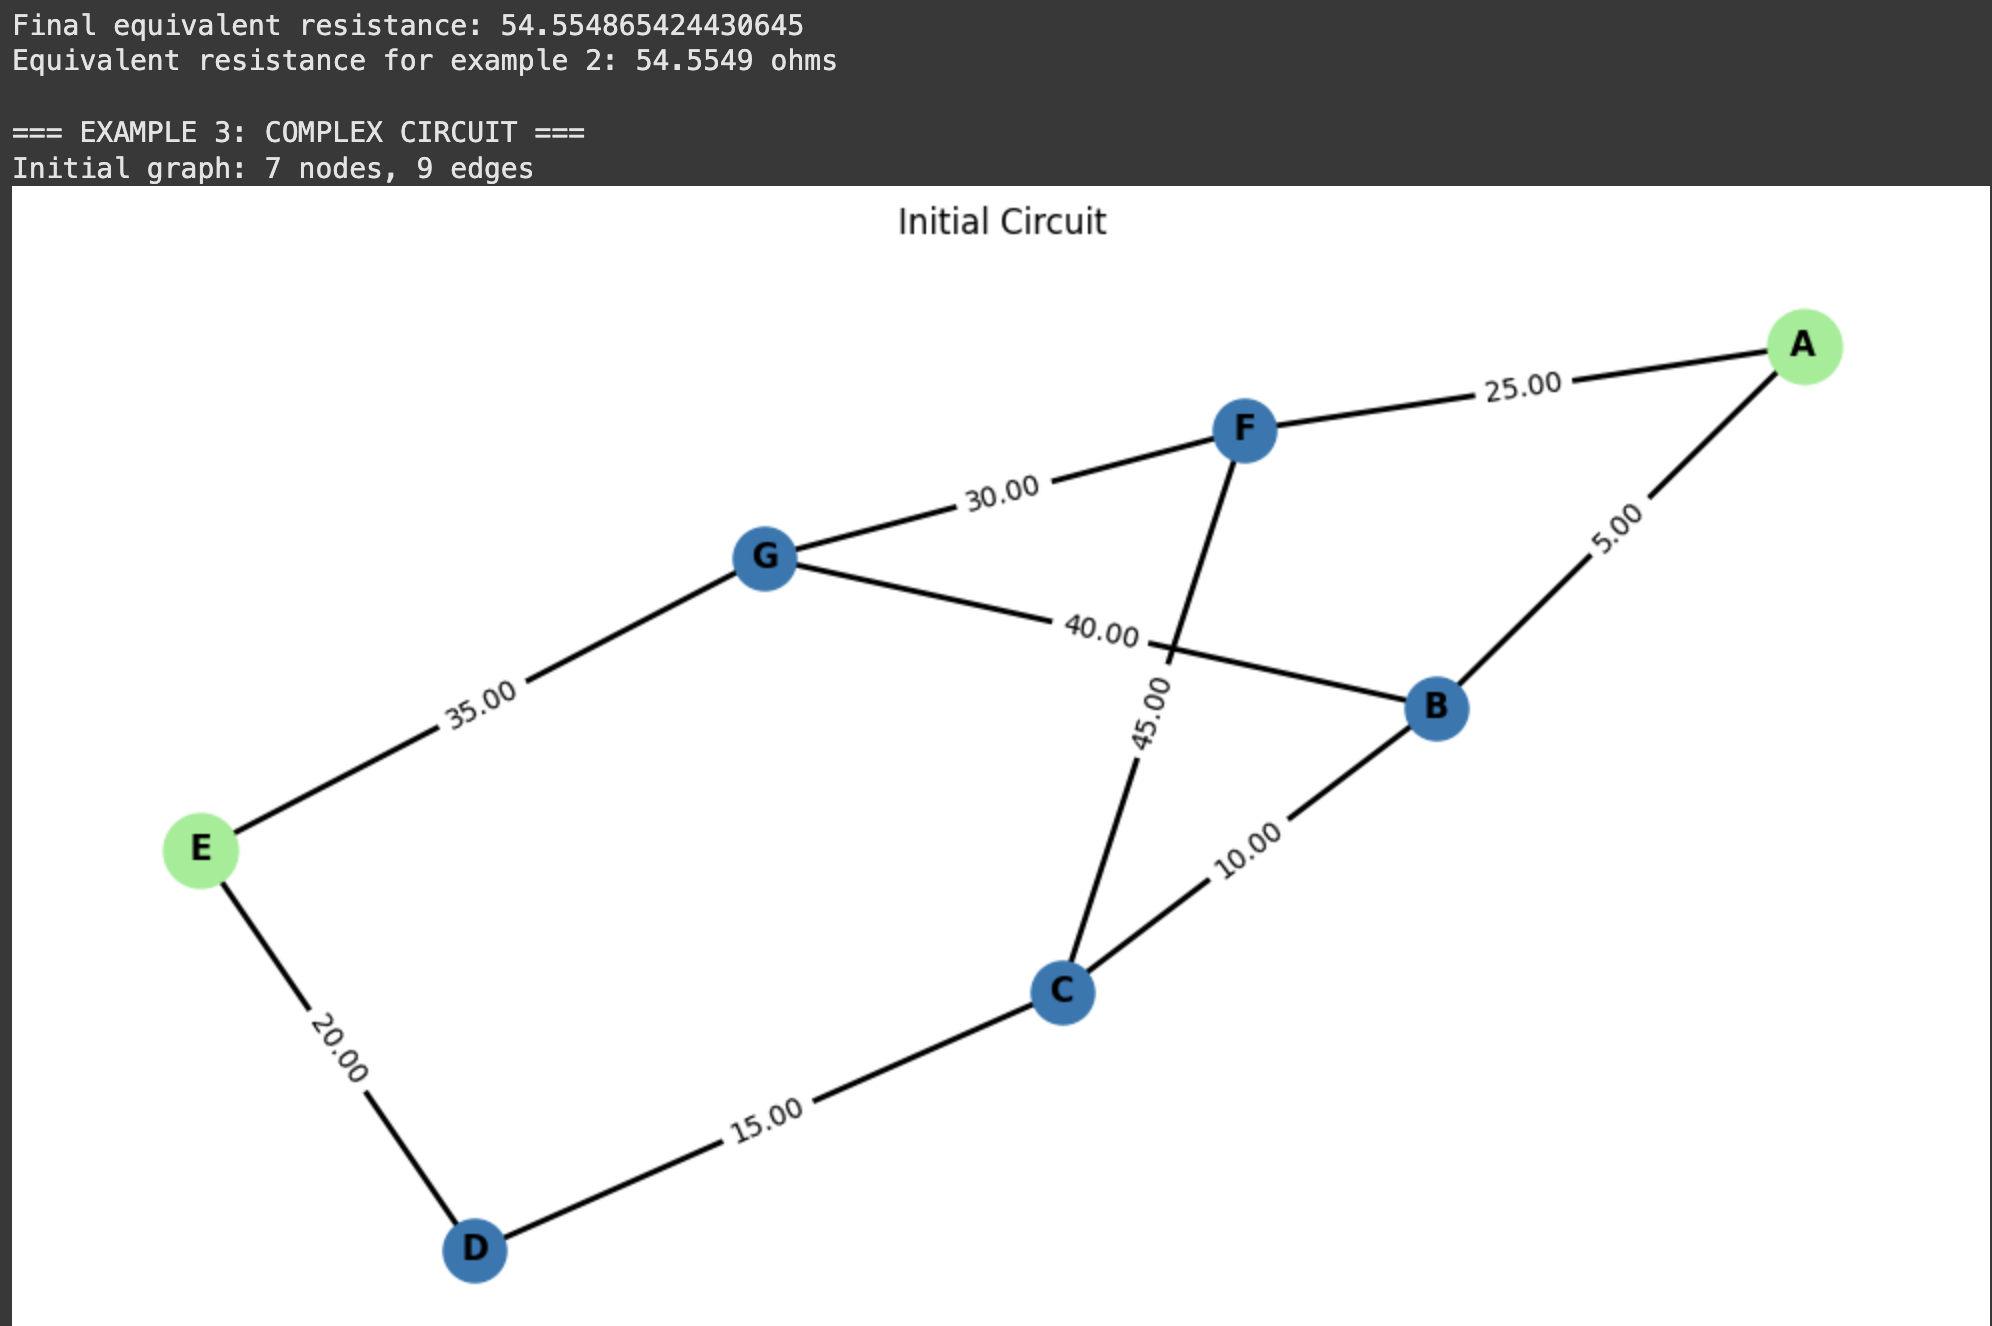 Final equivalent resistance: 54.554865424430645
Equivalent resistance for example 2: 54.5549 ohms
=== EXAMPLE 3: COMPLEX CIRCUIT ===
Initial graph: 7 nodes, 9 edges
Initial Circuit
A
25.00
F
30.00
5.00
G
40.00
35.00
45.00
B
E
10.00
C
20.00
15.00
D